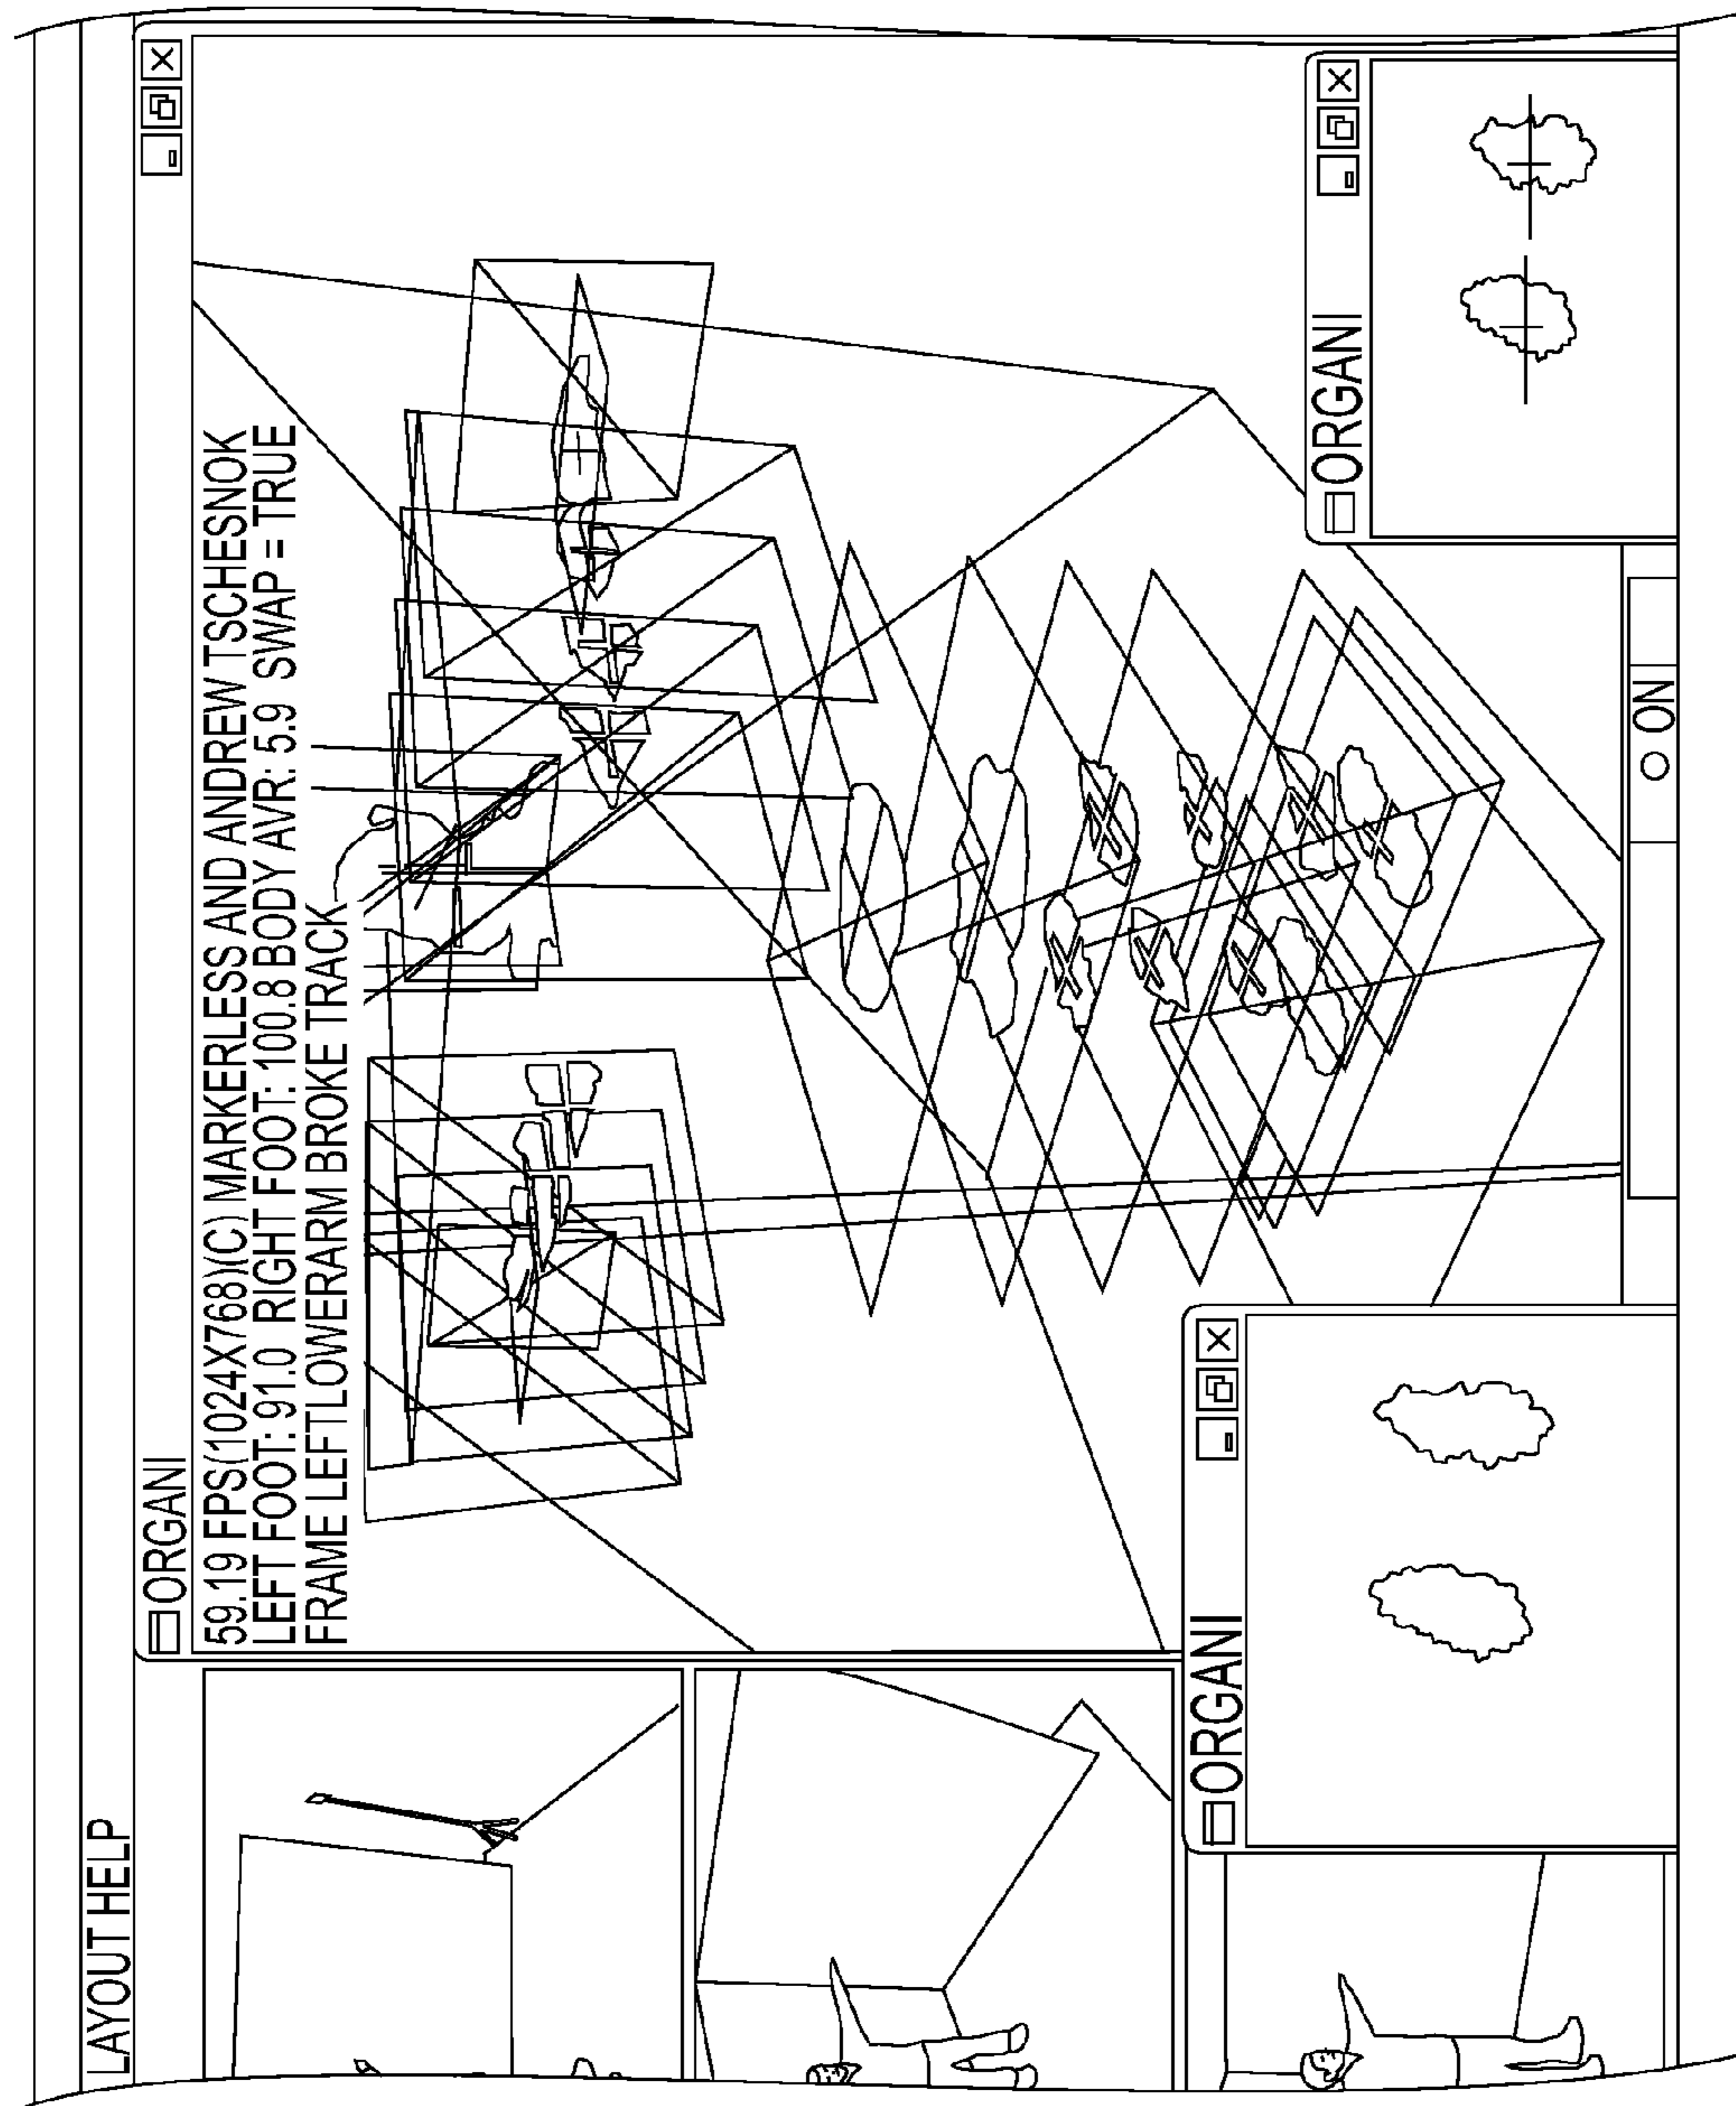 LAYOUT HELP
ORGANI
59.19 FPS(1024X768)(C) MARKERLESS AND ANDREW TSCHESNOK
LEFT FOOT: 91.0 RIGHT FOOT: 100.8 BODY AVR: 5.9 SWAP = TRUE
FRAME LEFTLOWERARM BROKE TRACK
ORGANI
ORGANI
ON